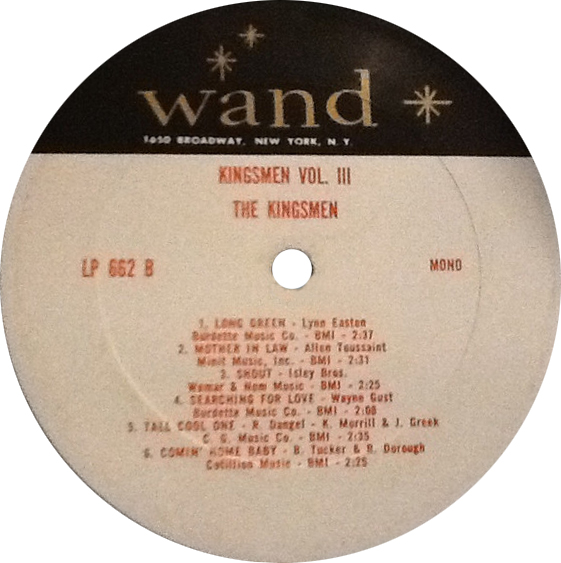 wand
1650 BROADWAY, NEW YORK, N. Y.
KINGSMEN VOL. III
THE KINGSMEN
LP 662 B
MONO
1. LONG GREEN - Lynn Easton
Burdette Music Co. - BMI - 2:37
2. MOTHER IN LAW - Allen Toussaint
Minit Music, Inc. - BMI - 2:31
3. SHOUT - Isley Bros.
Wemar & Nom Music - BMI - 2:25
4. SEARCHING FOR LOVE - Wayne Gust
Burdette Music Co. - BMI - 2:08
5. TALL COOL ONE - R. Dangel - K. Morrill & J. Greek
C. G. Music Co. - BMI - 2:35
6. COMIN' HOME BABY - B. Tucker & B. Dorough
Cotillion Music - BMI - 2:25